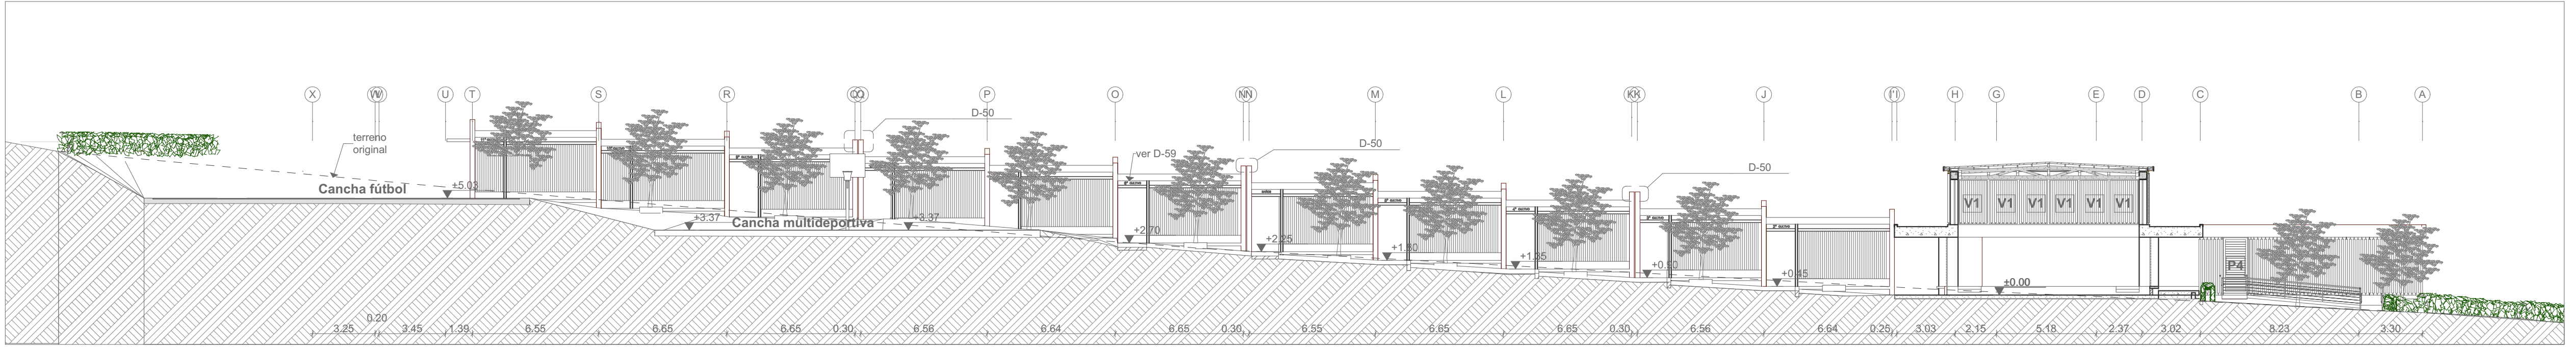 X W V U T S R Q Q P O N N M L K K J I' I H G E D C B A
D-50
D-50
D-50
ver D-59
terreno
original
Cancha fútbol
+5.03
+3.37
Cancha multideportiva
+3.37
+2.70
+2.25
+1.80
+1.35
+0.90
+0.45
+0.00
V1 V1 V1 V1 V1 V1
P4
0.20
3.25 3.45 1.39 6.55 6.65 6.65 0.30 6.56 6.64 6.65 0.30 6.55 6.65 6.65 0.30 6.56 6.64 0.25 3.03 2.15 5.18 2.37 3.02 8.23 3.30